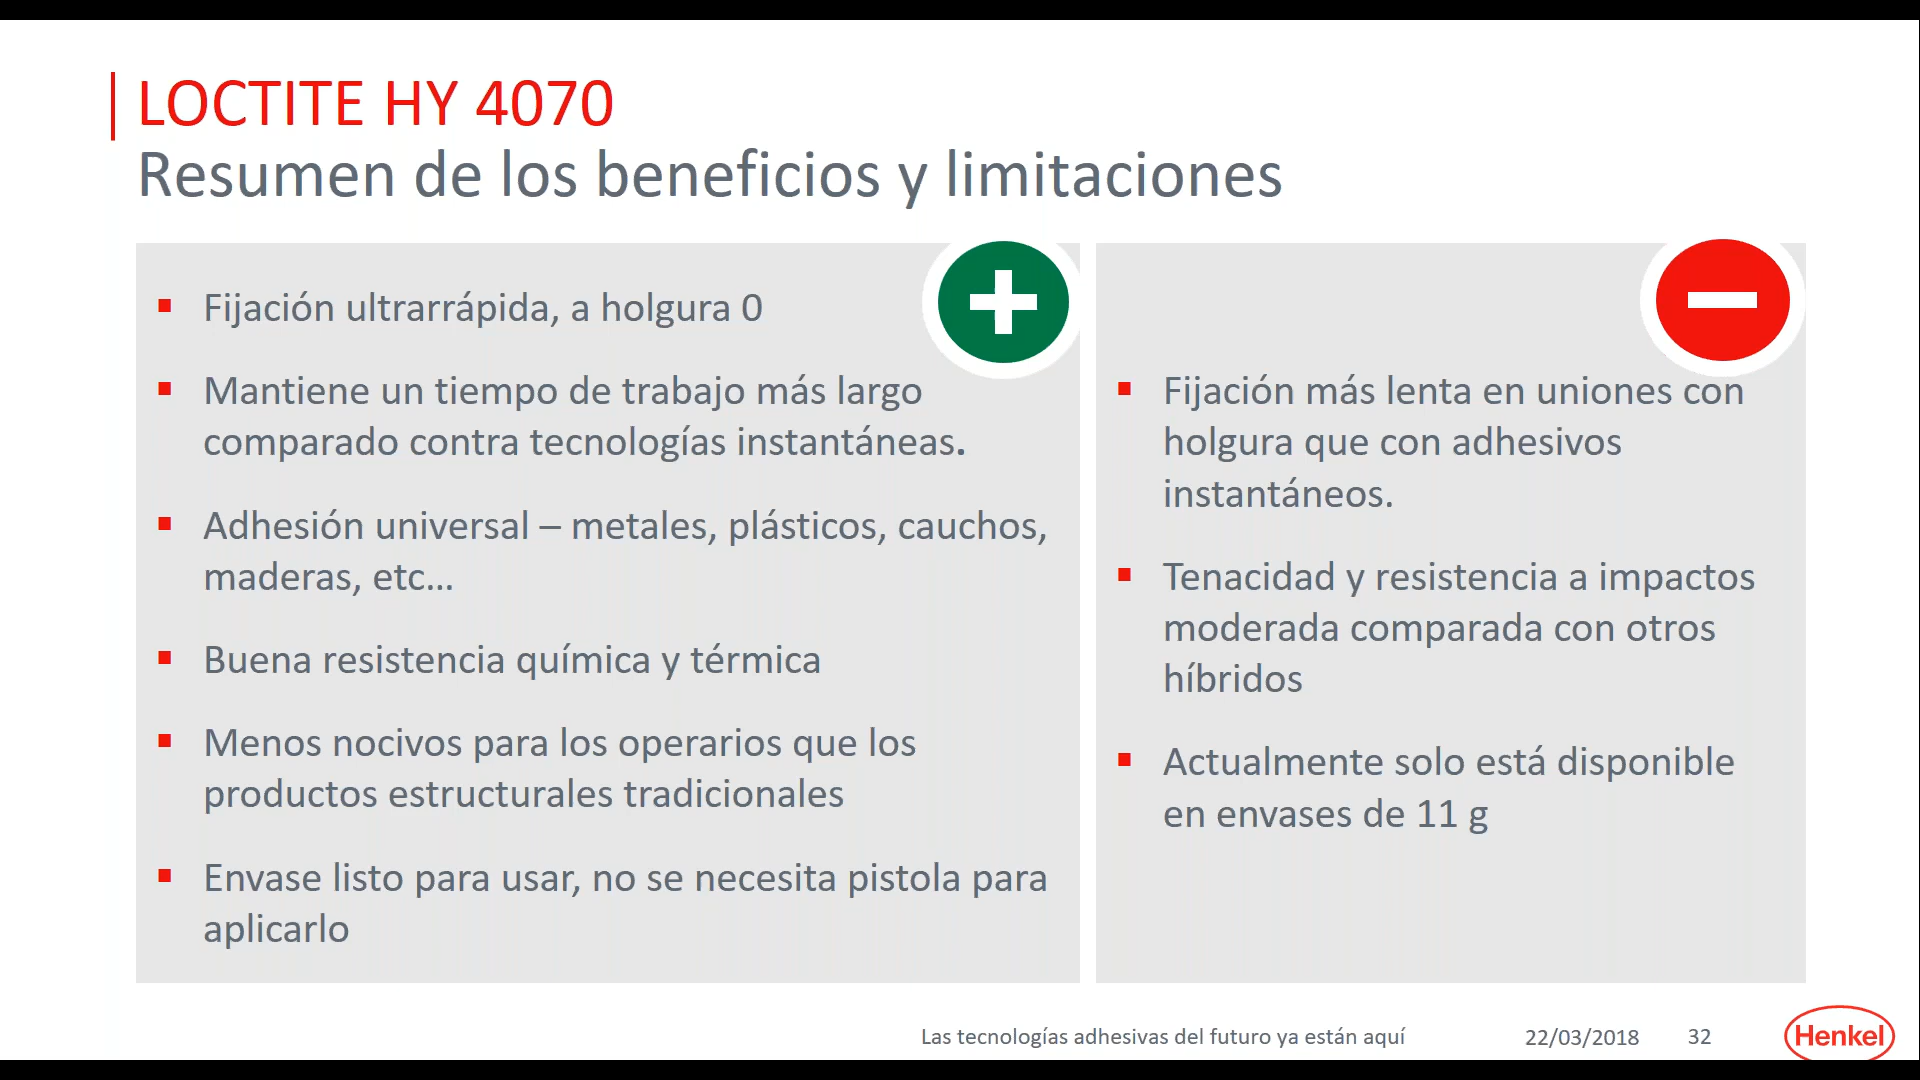 LOCTITE HY 4070
Resumen de los beneficios y limitaciones
Fijación ultrarrápida, a holgura 0
Mantiene un tiempo de trabajo más largo
comparado contra tecnologías instantáneas.
Adhesión universal – metales, plásticos, cauchos,
maderas, etc...
Buena resistencia química y térmica
Menos nocivos para los operarios que los
productos estructurales tradicionales
Envase listo para usar, no se necesita pistola para
aplicarlo
Fijación más lenta en uniones con
holgura que con adhesivos
instantáneos.
Tenacidad y resistencia a impactos
moderada comparada con otros
híbridos
Actualmente solo está disponible
en envases de 11 g
Las tecnologías adhesivas del futuro ya están aquí
22/03/2018
32
Henkel